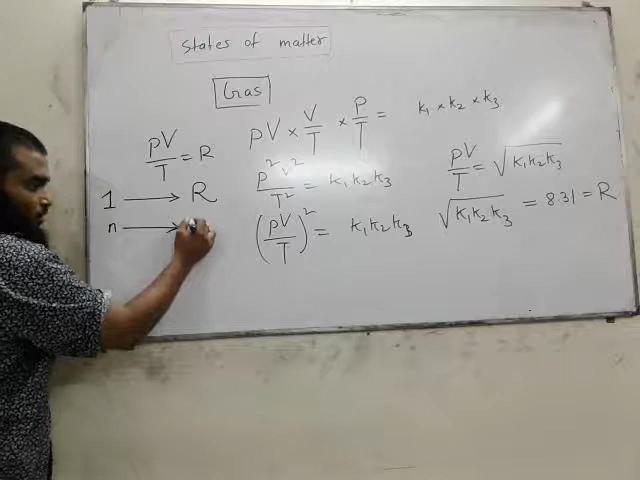 States of matter
Gas
PV × V/T × P/T = k₁ × k₂ × k₃
P²V²/T² = k₁k₂k₃
(PV/T)² = k₁k₂k₃
PV/T = √k₁k₂k₃
√k₁k₂k₃ = 8.31 = R
PV/T = R
1 → R
n →